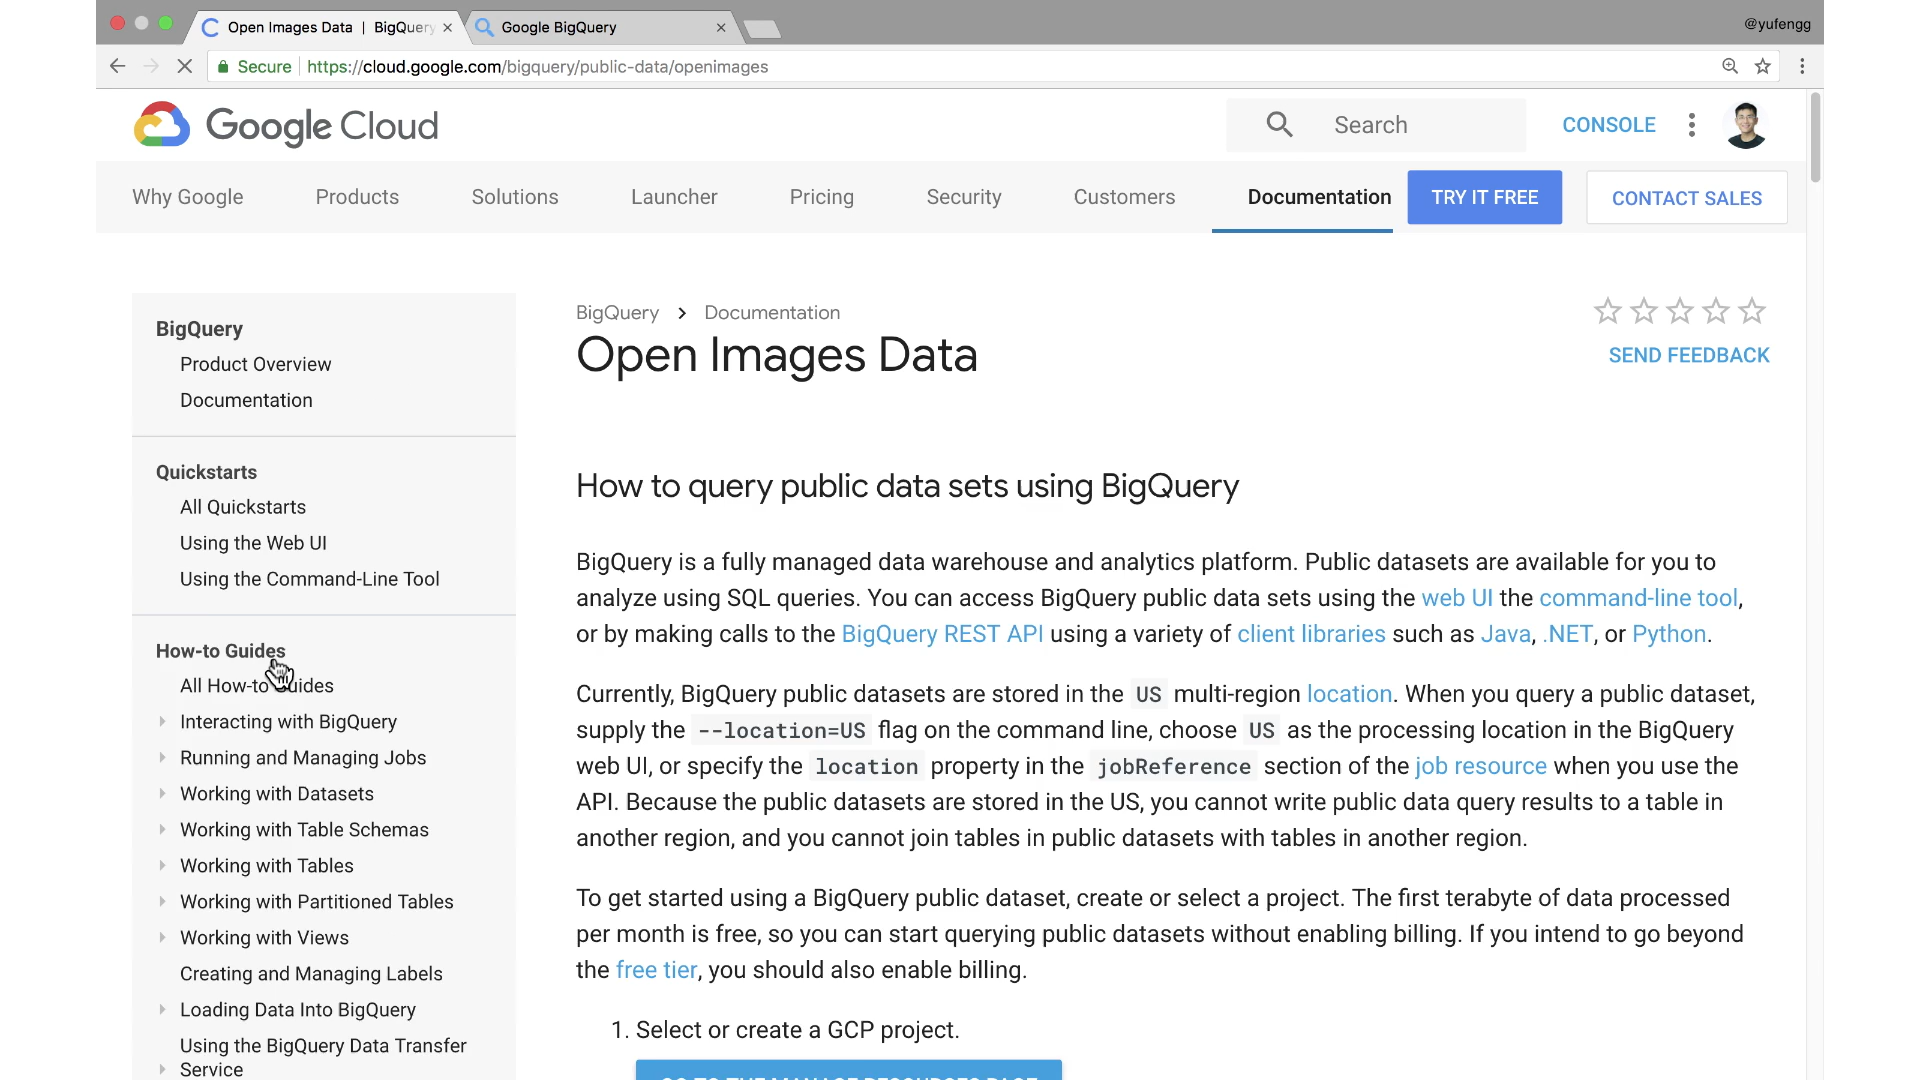 Open Images Data | BigQuery
Google BigQuery
@yufengg
Secure https://cloud.google.com/bigquery/public-data/openimages
Google Cloud
Search
CONSOLE
Why Google Products Solutions Launcher Pricing Security Customers Documentation TRY IT FREE CONTACT SALES
BigQuery
Product Overview
Documentation
Quickstarts
All Quickstarts
Using the Web UI
Using the Command-Line Tool
How-to Guides
All How-to Guides
Interacting with BigQuery
Running and Managing Jobs
Working with Datasets
Working with Table Schemas
Working with Tables
Working with Partitioned Tables
Working with Views
Creating and Managing Labels
Loading Data Into BigQuery
Using the BigQuery Data Transfer
Service
BigQuery > Documentation
Open Images Data
SEND FEEDBACK
How to query public data sets using BigQuery
BigQuery is a fully managed data warehouse and analytics platform. Public datasets are available for you to
analyze using SQL queries. You can access BigQuery public data sets using the web UI the command-line tool,
or by making calls to the BigQuery REST API using a variety of client libraries such as Java, .NET, or Python.
Currently, BigQuery public datasets are stored in the US multi-region location. When you query a public dataset,
supply the --location=US flag on the command line, choose US as the processing location in the BigQuery
web UI, or specify the location property in the jobReference section of the job resource when you use the
API. Because the public datasets are stored in the US, you cannot write public data query results to a table in
another region, and you cannot join tables in public datasets with tables in another region.
To get started using a BigQuery public dataset, create or select a project. The first terabyte of data processed
per month is free, so you can start querying public datasets without enabling billing. If you intend to go beyond
the free tier, you should also enable billing.
1. Select or create a GCP project.
GO TO THE MANAGE RESOURCES PAGE